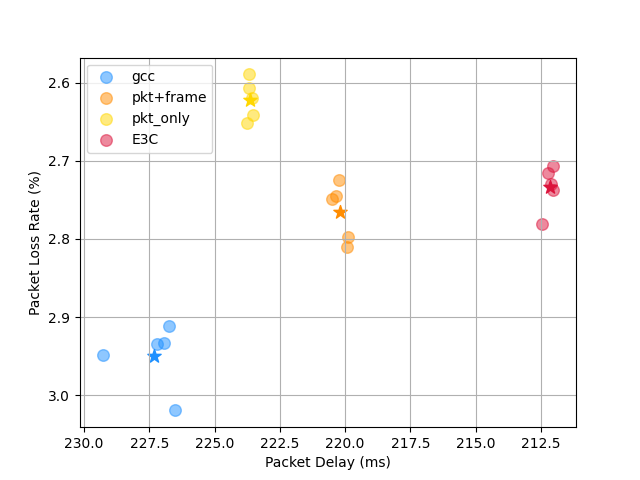 gcc
pkt+frame
pkt_only
E3C
2.6
2.7
2.8
2.9
3.0
Packet Loss Rate (%)
230.0 227.5 225.0 222.5 220.0 217.5 215.0 212.5
Packet Delay (ms)